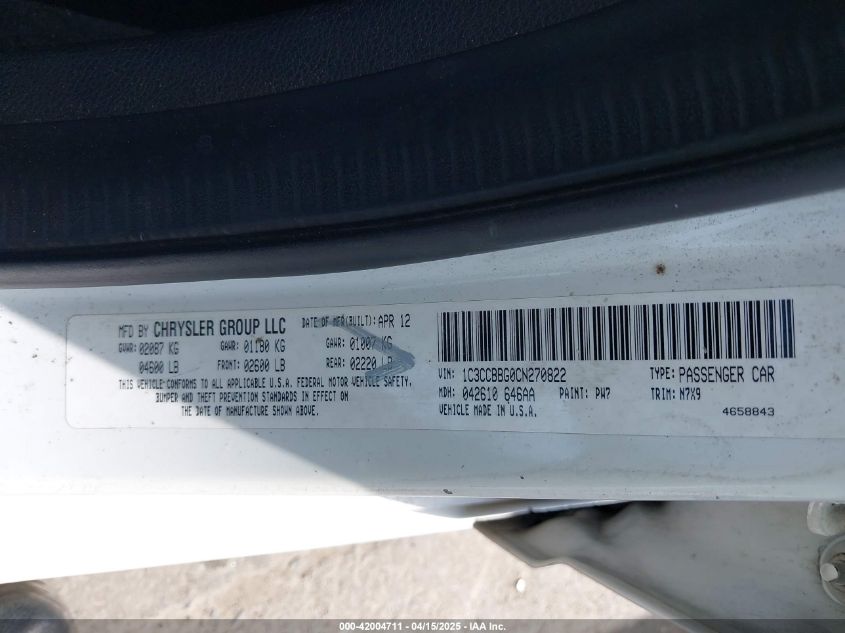 MFD BY CHRYSLER GROUP LLC DATE OF MFR(BUILT): APR 12
GVWR: 02087 KG GAWR: 01180 KG GAWR: 01007 KG
04600 LB FRONT: 02600 LB REAR: 02220 LB
THIS VEHICLE CONFORMS TO ALL APPLICABLE U.S.A. FEDERAL MOTOR VEHICLE SAFETY,
BUMPER AND THEFT PREVENTION STANDARDS IN EFFECT ON
THE DATE OF MANUFACTURE SHOWN ABOVE.
VIN: 1C3CCBBG0CN270822 TYPE: PASSENGER CAR
MDH: 042610 646AA PAINT: PW7 TRIM: N7X9
VEHICLE MADE IN U.S.A. 4658843
000-42004711 - 04/15/2025 - IAA Inc.